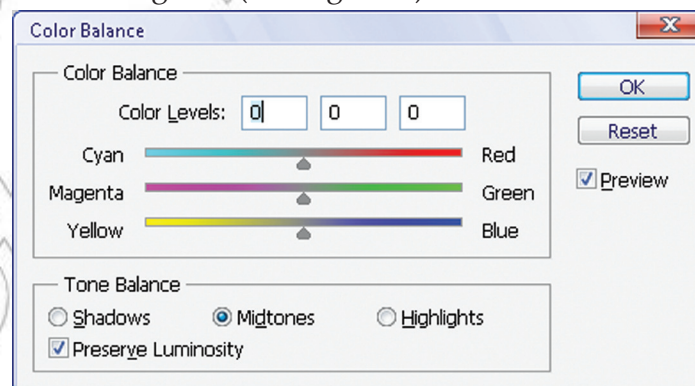 Color Balance
Color Balance
Color Levels: 0 0 0
Cyan Red
Magenta Green
Yellow Blue
Tone Balance
Shadows Midtones Highlights
Preserve Luminosity
OK
Reset
Preview